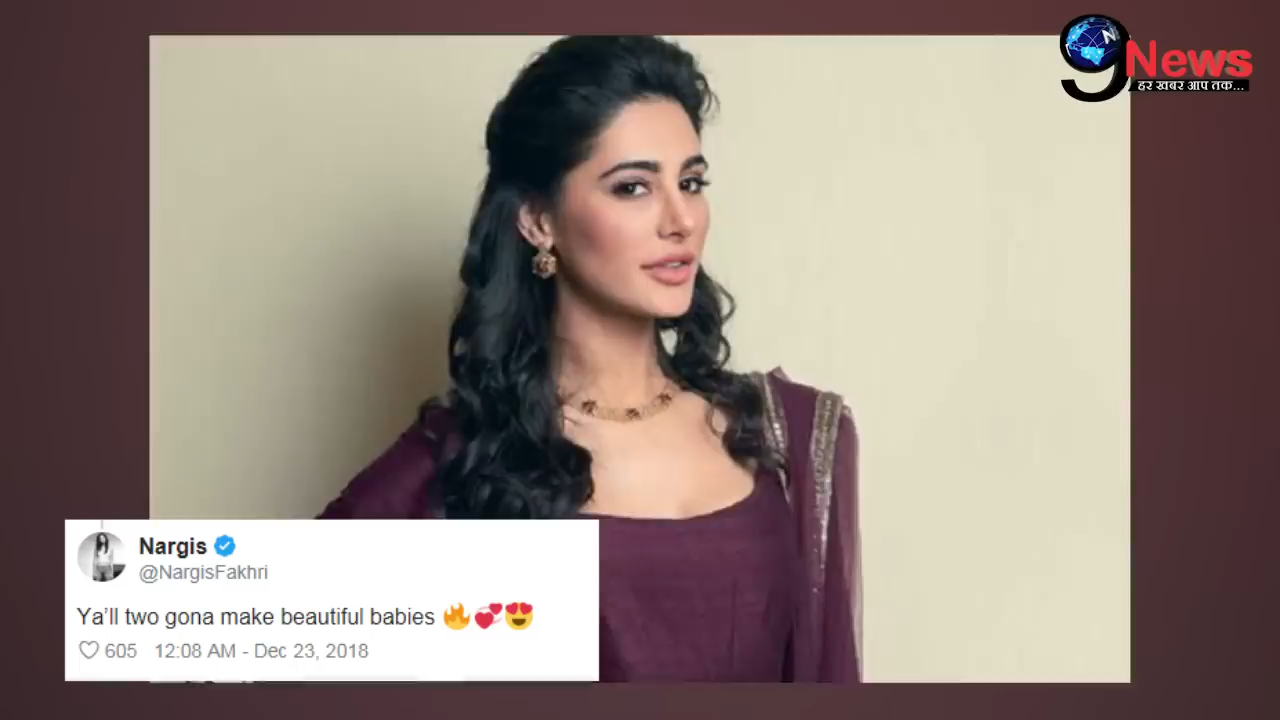 9 News
हर खबर आप तक...
Nargis
@NargisFakhri
Ya’ll two gona make beautiful babies 🔥💞😍
605 12:08 AM - Dec 23, 2018